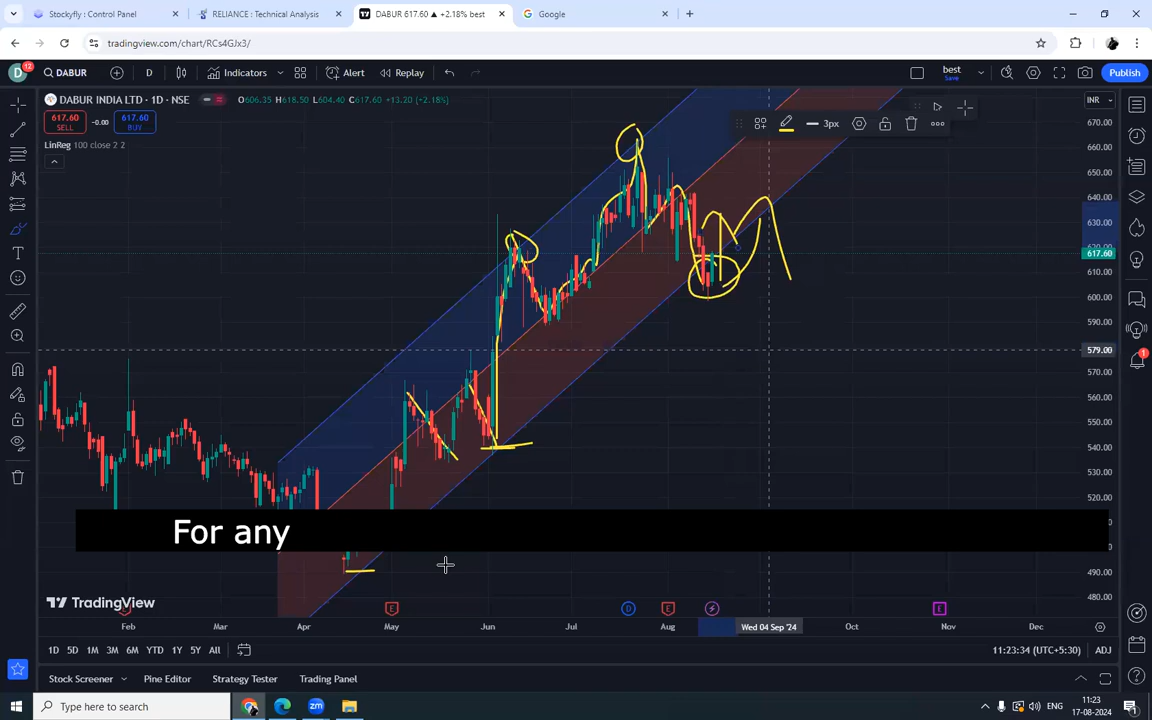 Stockyfly : Control Panel
RELIANCE : Technical Analysis
DABUR 617.60 ▲ +2.18% best
Google
tradingview.com/chart/RCs4GJx3/
D 12
DABUR
D
Indicators
Alert
Replay
best
Save
Publish
DABUR INDIA LTD · 1D · NSE
O606.35 H618.50 L604.40 C617.60 +13.20 (+2.18%)
INR
617.60
SELL
-0.00
617.60
BUY
3px
LinReg 100 close 2 2
670.00
660.00
650.00
640.00
630.00
620.00
617.60
610.00
600.00
590.00
579.00
570.00
560.00
550.00
540.00
530.00
520.00
490.00
480.00
For any
TradingView
E
D
E
E
Feb
Mar
Apr
May
Jun
Jul
Aug
Wed 04 Sep '24
Oct
Nov
Dec
1D 5D 1M 3M 6M YTD 1Y 5Y All
11:23:34 (UTC+5:30)
ADJ
Stock Screener
Pine Editor
Strategy Tester
Trading Panel
Type here to search
ENG
11:23
17-08-2024